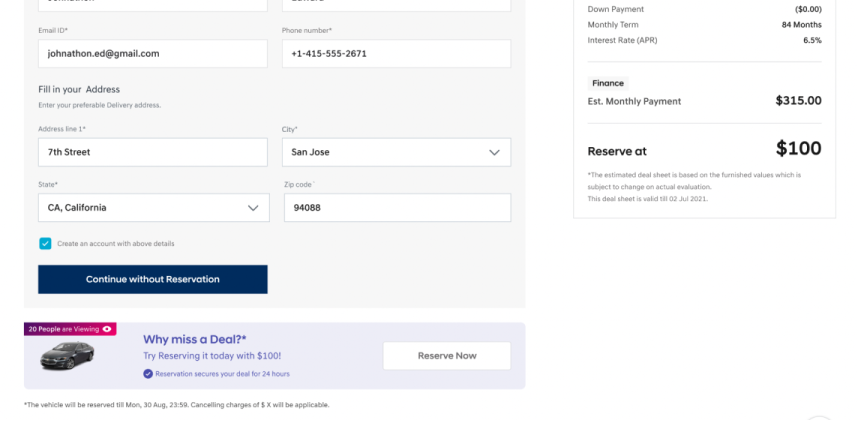 Edward
Email ID*
Phone number*
johnathon.ed@gmail.com
+1-415-555-2671
Fill in your Address
Enter your preferable Delivery address.
Address line 1*
City*
7th Street
San Jose
State*
Zip code*
CA, California
94088
Create an account with above details
Continue without Reservation
20 People are Viewing
Why miss a Deal?*
Try Reserving it today with $100!
Reservation secures your deal for 24 hours
Reserve Now
*The vehicle will be reserved till Mon, 30 Aug, 23:59. Cancelling charges of $ X will be applicable.
Down Payment ($0.00)
Monthly Term 84 Months
Interest Rate (APR) 6.5%
Finance
Est. Monthly Payment $315.00
Reserve at $100
*The estimated deal sheet is based on the furnished values which is
subject to change on actual evaluation.
This deal sheet is valid till 02 Jul 2021.